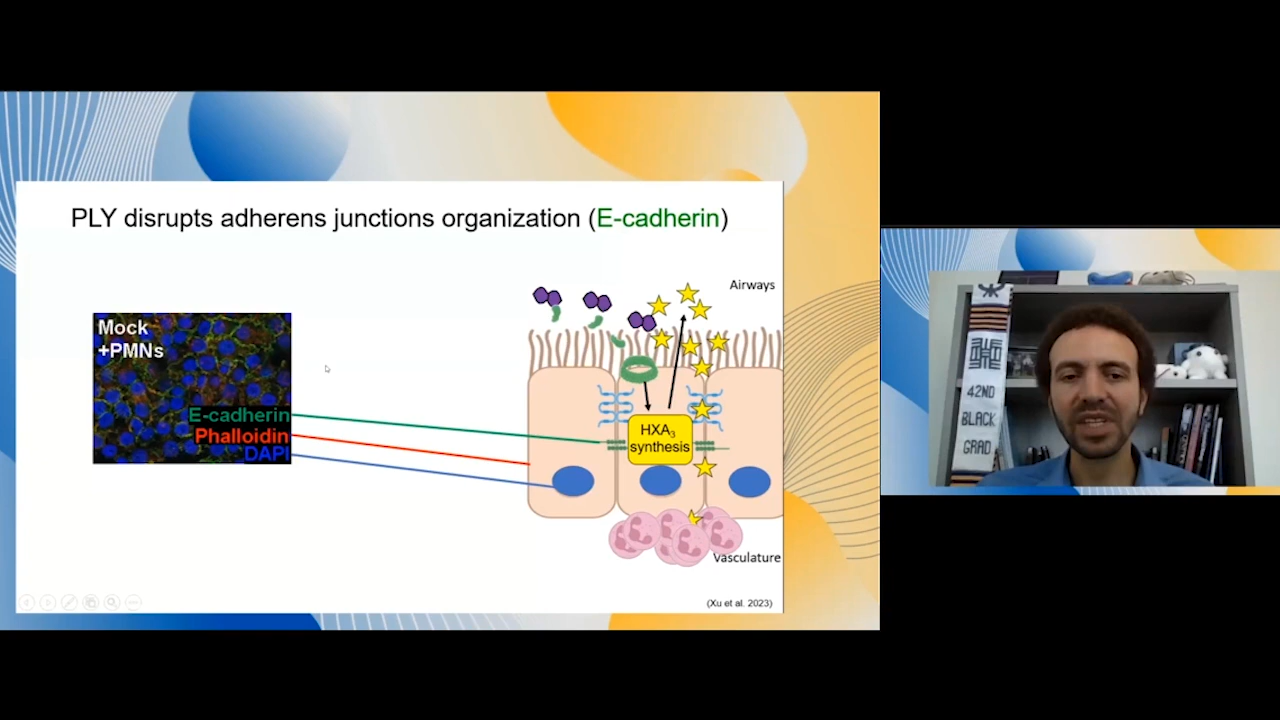 PLY disrupts adherens junctions organization (E-cadherin)
Mock
+PMNs
E-cadherin
Phalloidin
DAPI
Airways
HXA3
synthesis
Vasculature
(Xu et al. 2023)
42ND
BLACK
GRAD